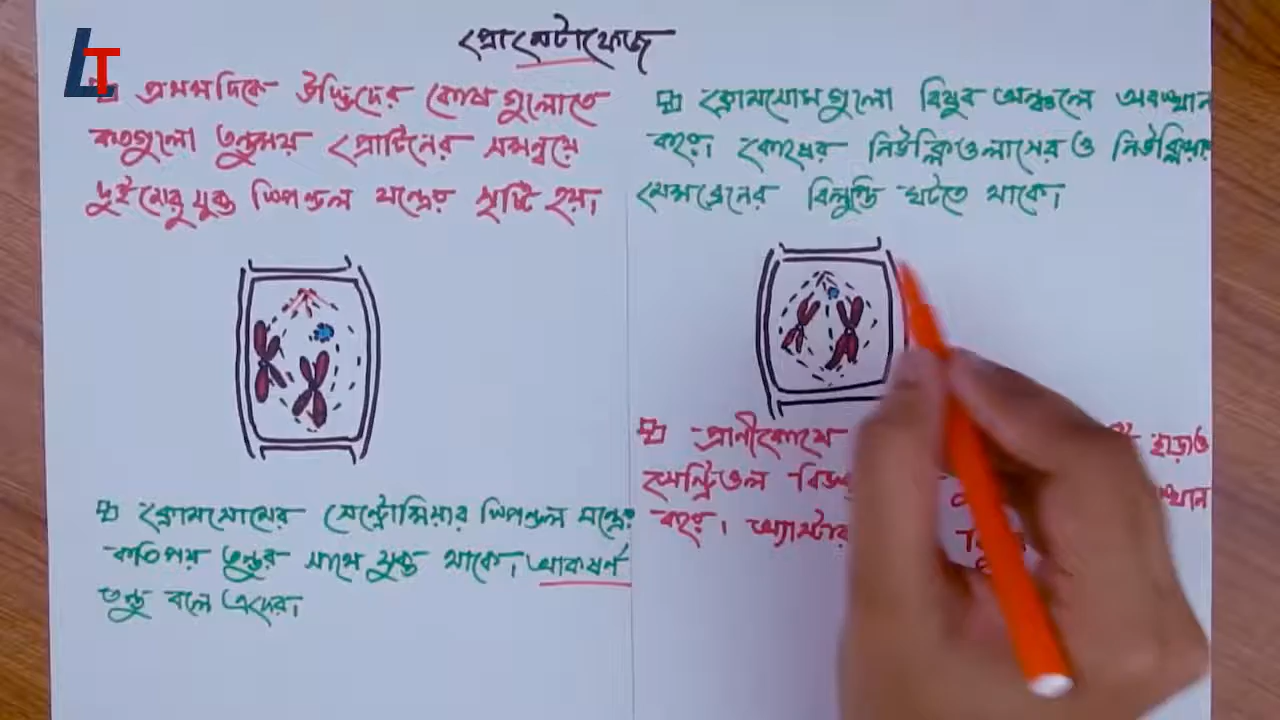 LT
প্রোমেটাফেজ
প্রথমদিকে উদ্ভিদের কোষ গুলোতে
কতগুলো তন্তুময় প্রোটিনের সমন্বয়ে
দুইমেরু যুক্ত স্পিন্ডল যন্ত্রের সৃষ্টি হয়।
ক্রোমোসোমের সেন্ট্রোমিয়ার স্পিন্ডল যন্ত্রের
কতিপয় তন্তুর সাথে যুক্ত থাকে। আকর্ষণ
তন্তু বলে এদের।
ক্রোমোসোমগুলো বিষুব অঞ্চলে অবস্থান
করে। কোষের নিউক্লিওলাসের ও নিউক্লিয়ার
মেমব্রেনের বিলুপ্তি ঘটতে থাকে।
প্রাণীকোষে ছাড়াও
সেন্ট্রিওল
করে।